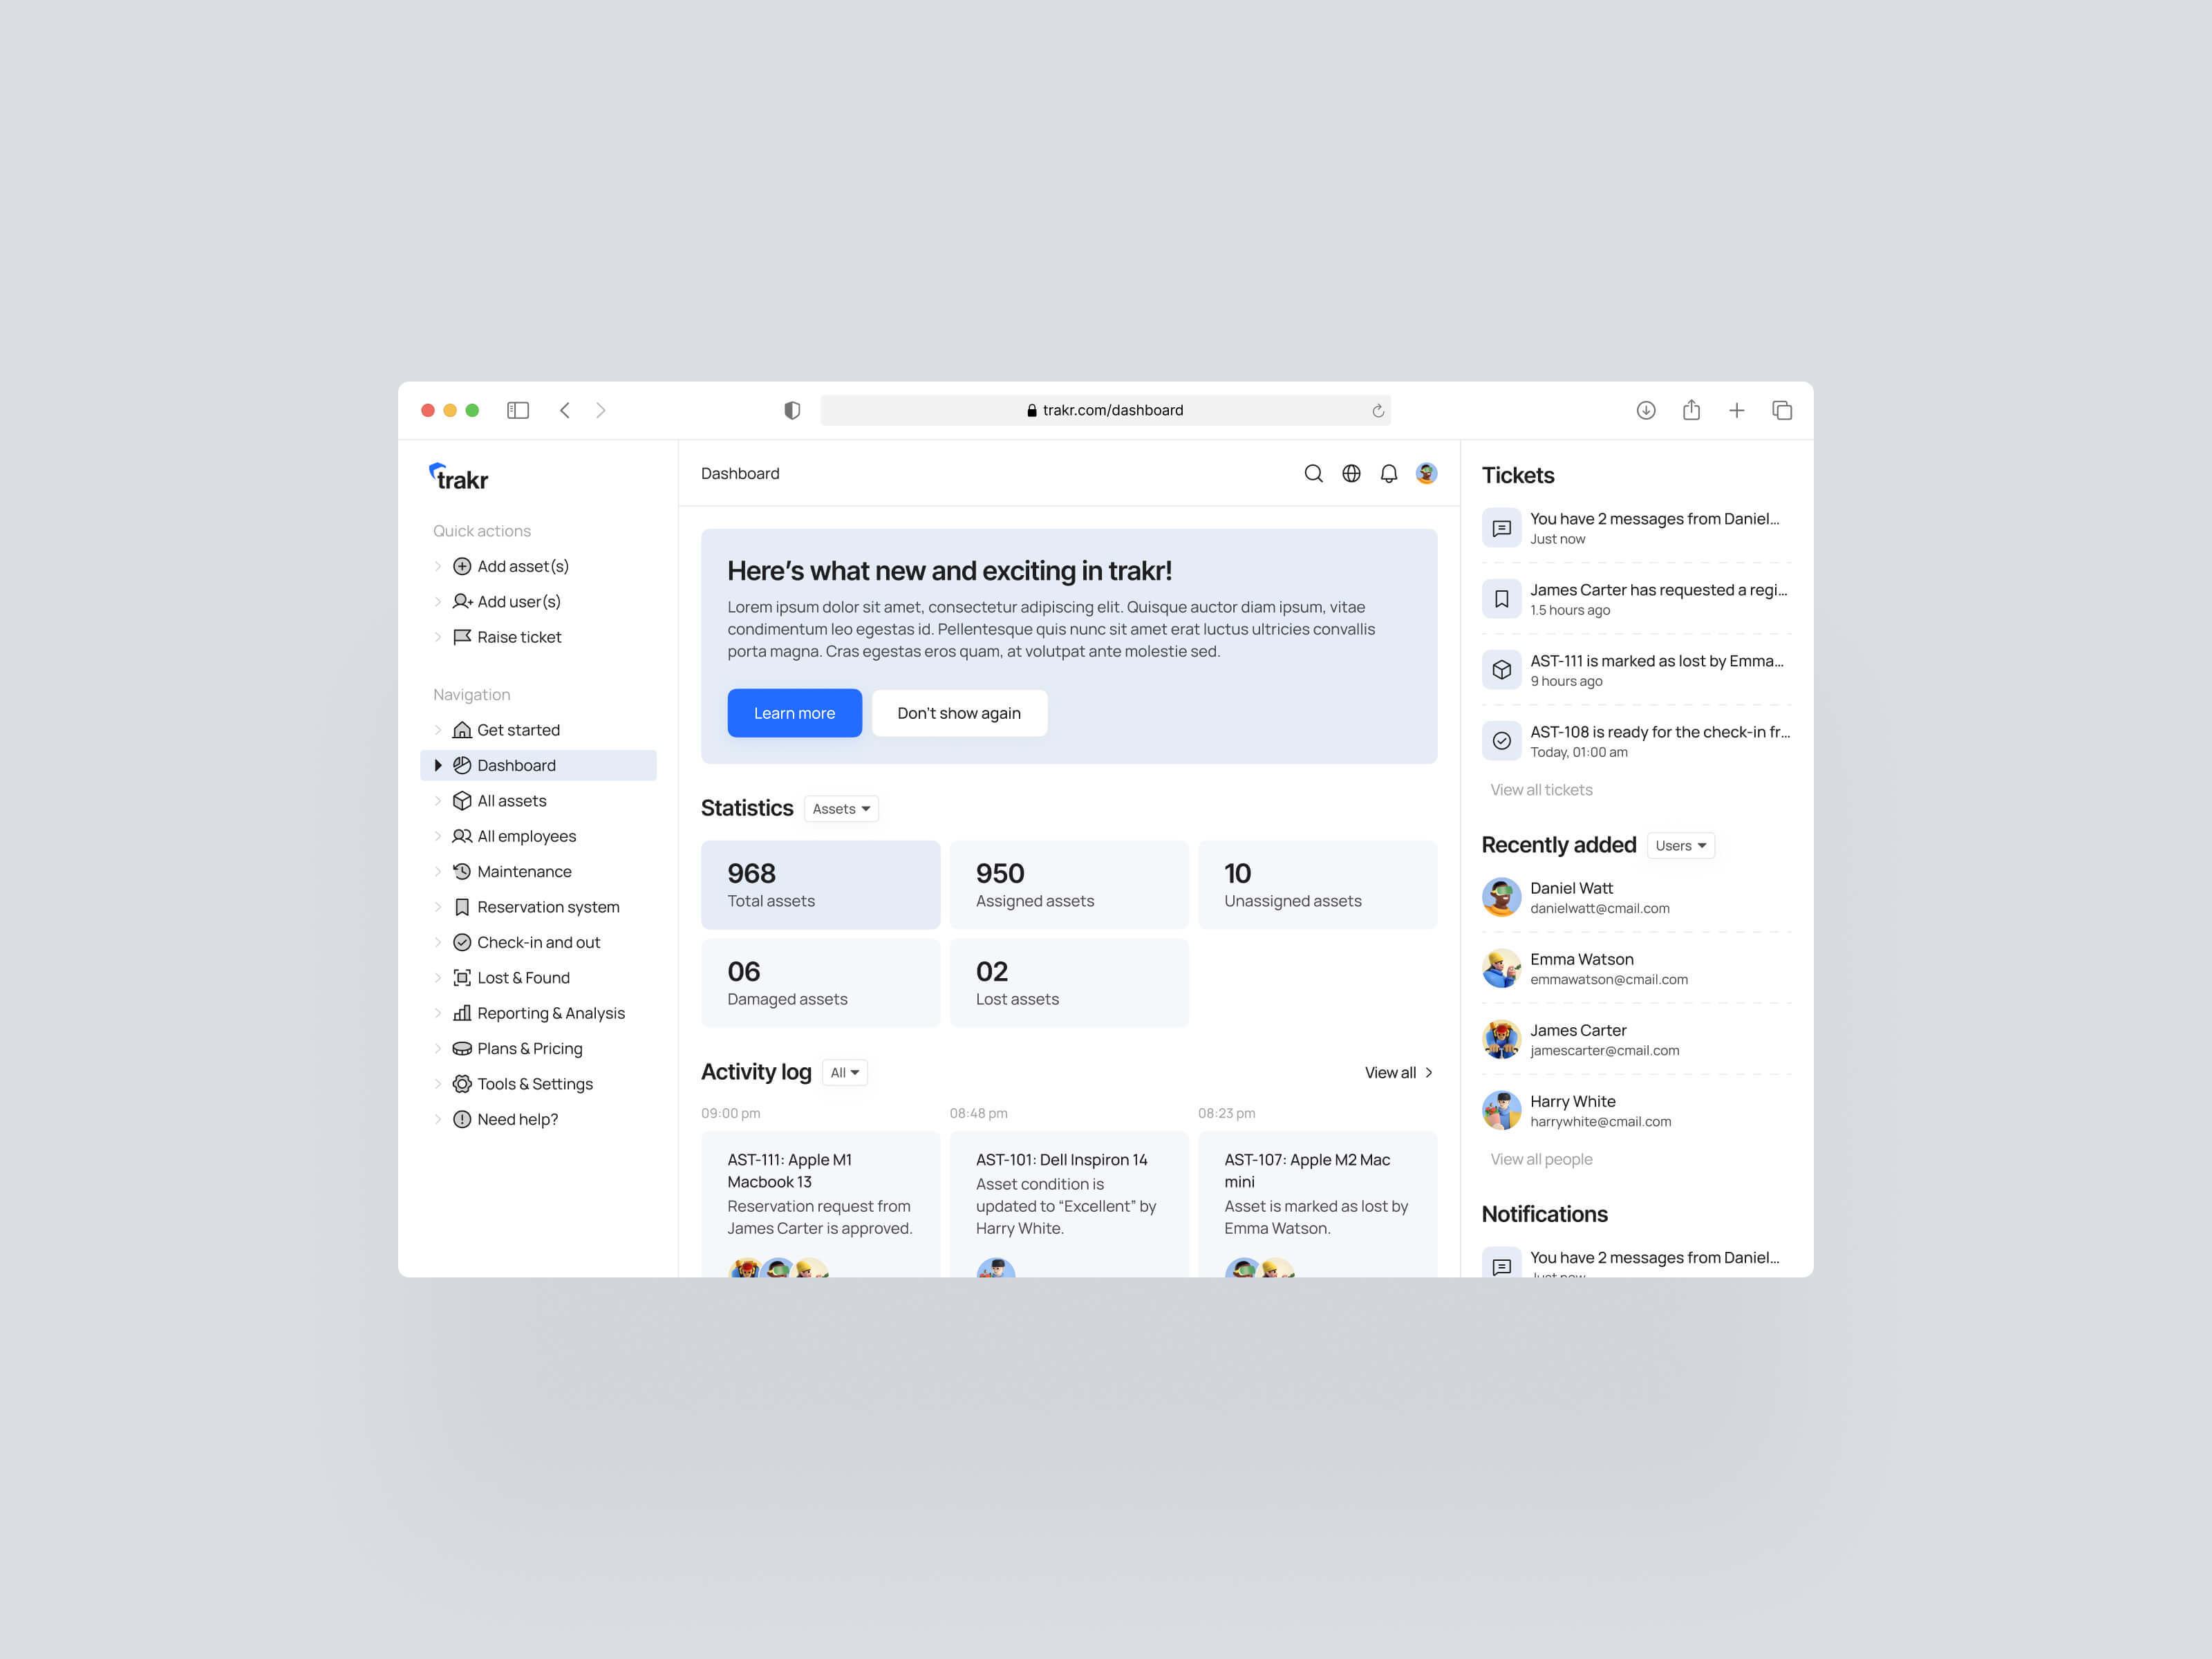 trakr.com/dashboard
trakr
Quick actions
Add asset(s)
Add user(s)
Raise ticket
Navigation
Get started
Dashboard
All assets
All employees
Maintenance
Reservation system
Check-in and out
Lost & Found
Reporting & Analysis
Plans & Pricing
Tools & Settings
Need help?
Dashboard
Here’s what new and exciting in trakr!
Lorem ipsum dolor sit amet, consectetur adipiscing elit. Quisque auctor diam ipsum, vitae
condimentum leo egestas id. Pellentesque quis nunc sit amet erat luctus ultricies convallis
porta magna. Cras egestas eros quam, at volutpat ante molestie sed.
Learn more
Don’t show again
Statistics
Assets
968
Total assets
950
Assigned assets
10
Unassigned assets
06
Damaged assets
02
Lost assets
Activity log
All
View all
09:00 pm
AST-111: Apple M1
Macbook 13
Reservation request from
James Carter is approved.
08:48 pm
AST-101: Dell Inspiron 14
Asset condition is
updated to “Excellent” by
Harry White.
08:23 pm
AST-107: Apple M2 Mac
mini
Asset is marked as lost by
Emma Watson.
Tickets
You have 2 messages from Daniel...
Just now
James Carter has requested a regi...
1.5 hours ago
AST-111 is marked as lost by Emma...
9 hours ago
AST-108 is ready for the check-in fr...
Today, 01:00 am
View all tickets
Recently added
Users
Daniel Watt
danielwatt@cmail.com
Emma Watson
emmawatson@cmail.com
James Carter
jamescarter@cmail.com
Harry White
harrywhite@cmail.com
View all people
Notifications
You have 2 messages from Daniel...
Just now